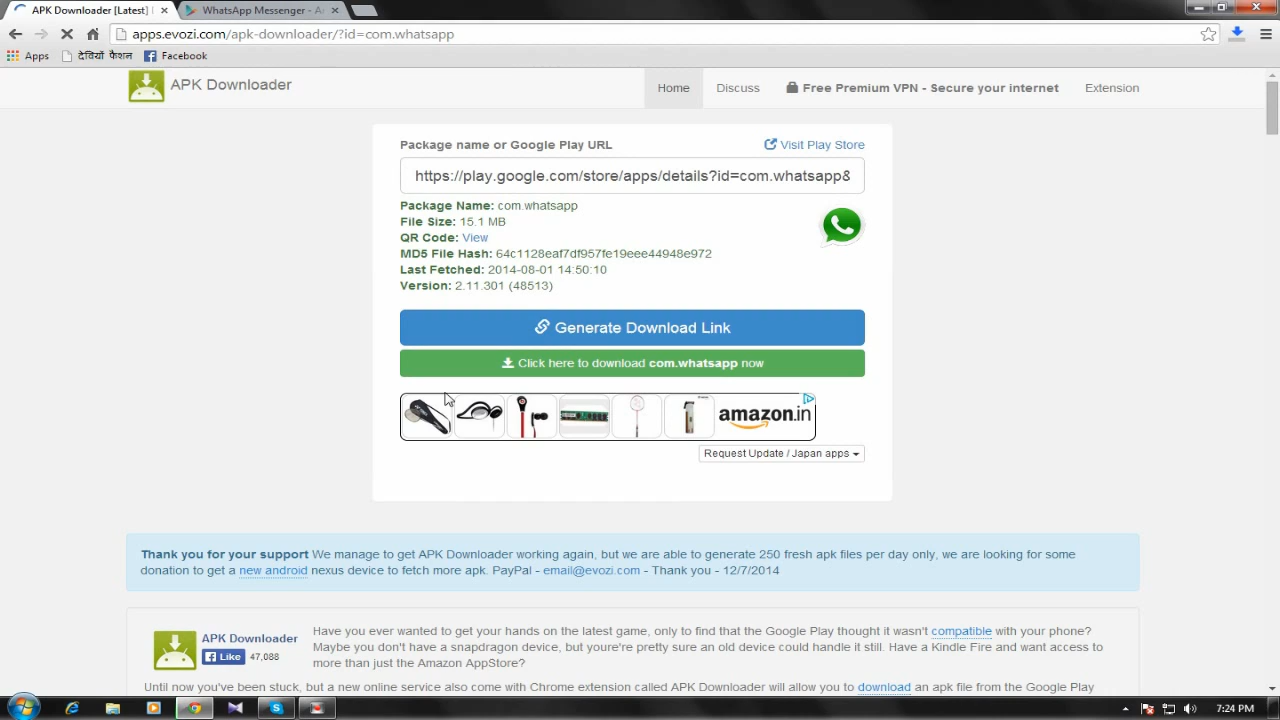 APK Downloader [Latest] |
WhatsApp Messenger - A
apps.evozi.com/apk-downloader/?id=com.whatsapp
Apps
देवियाँ फैशन
Facebook
APK Downloader
Home
Discuss
Free Premium VPN - Secure your internet
Extension
Package name or Google Play URL
Visit Play Store
https://play.google.com/store/apps/details?id=com.whatsapp&
Package Name: com.whatsapp
File Size: 15.1 MB
QR Code: View
MD5 File Hash: 64c1128eaf7df957fe19eee44948e972
Last Fetched: 2014-08-01 14:50:10
Version: 2.11.301 (48513)
Generate Download Link
Click here to download com.whatsapp now
amazon.in
Request Update / Japan apps
Thank you for your support We manage to get APK Downloader working again, but we are able to generate 250 fresh apk files per day only, we are looking for some
donation to get a new android nexus device to fetch more apk. PayPal - email@evozi.com - Thank you - 12/7/2014
APK Downloader
Like 47,088
Have you ever wanted to get your hands on the latest game, only to find that the Google Play thought it wasn't compatible with your phone?
Maybe you don't have a snapdragon device, but youre're pretty sure an old device could handle it still. Have a Kindle Fire and want access to
more than just the Amazon AppStore?
Until now you've been stuck, but a new online service also come with Chrome extension called APK Downloader will allow you to download an apk file from the Google Play
7:24 PM